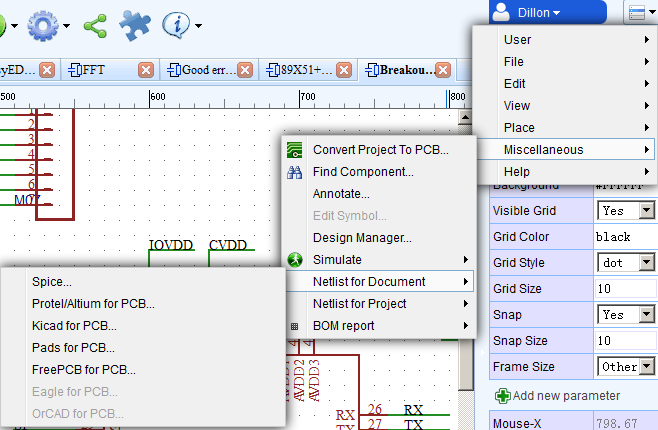 Dillon
yED...
FFT
Good err...
89X51+...
Breakou...
500
600
700
800
User
File
Edit
View
Place
Miscellaneous
Help
1
2
3
4
5
6
7
MO7
Convert Project To PCB...
Find Component...
Annotate...
Edit Symbol...
Design Manager...
Simulate
Netlist for Document
Netlist for Project
BOM report
Background #FFFFFF
Visible Grid Yes
Grid Color black
Grid Style dot
Grid Size 10
Snap Yes
Snap Size 10
Frame Size Other
Add new parameter
Mouse-X 798.67
IOVDD CVDD
Spice...
Protel/Altium for PCB...
Kicad for PCB...
Pads for PCB...
FreePCB for PCB...
Eagle for PCB...
OrCAD for PCB...
AVDD1
AVDD2
AVDD3
RX 26 RX
TX 27 TX